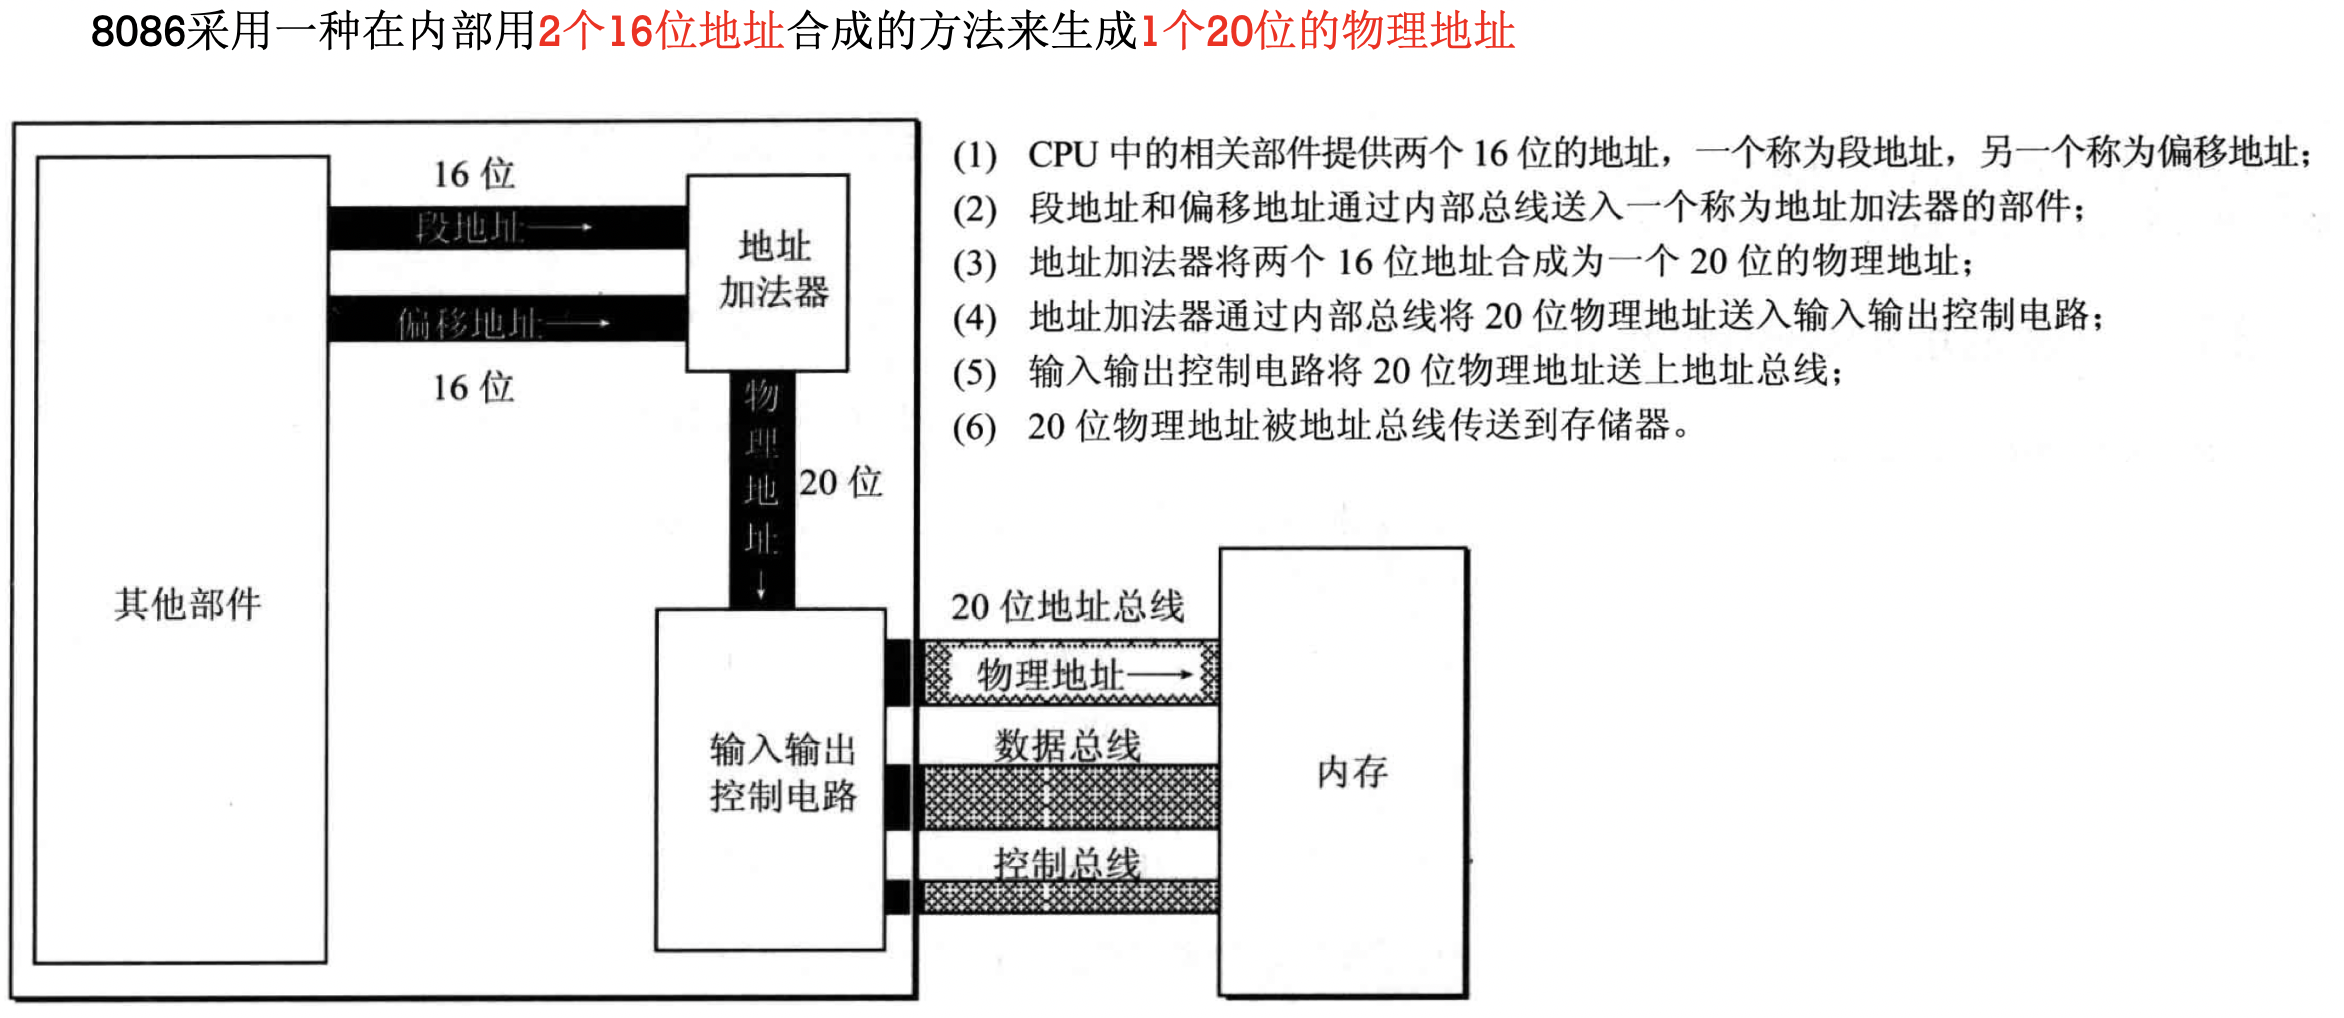 8086采用一种在内部用2个16位地址合成的方法来生成1个20位的物理地址
(1) CPU 中的相关部件提供两个 16 位的地址，一个称为段地址，另一个称为偏移地址；
(2) 段地址和偏移地址通过内部总线送入一个称为地址加法器的部件；
(3) 地址加法器将两个 16 位地址合成为一个 20 位的物理地址；
(4) 地址加法器通过内部总线将 20 位物理地址送入输入输出控制电路；
(5) 输入输出控制电路将 20 位物理地址送上地址总线；
(6) 20 位物理地址被地址总线传送到存储器。
16 位
段地址
偏移地址
16 位
地址
加法器
物
理
地
址
20 位
其他部件
输入输出
控制电路
20 位地址总线
物理地址
数据总线
控制总线
内存